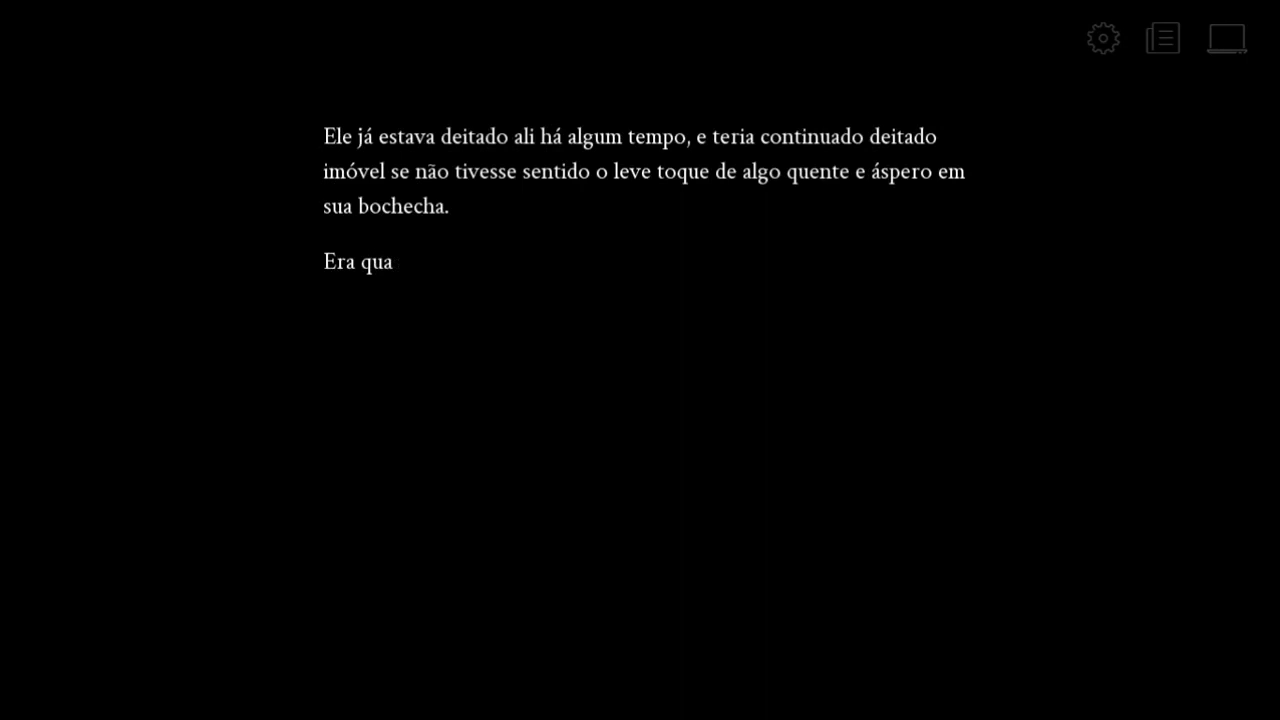 Ele já estava deitado ali há algum tempo, e teria continuado deitado
imóvel se não tivesse sentido o leve toque de algo quente e áspero em
sua bochecha.
Era qua